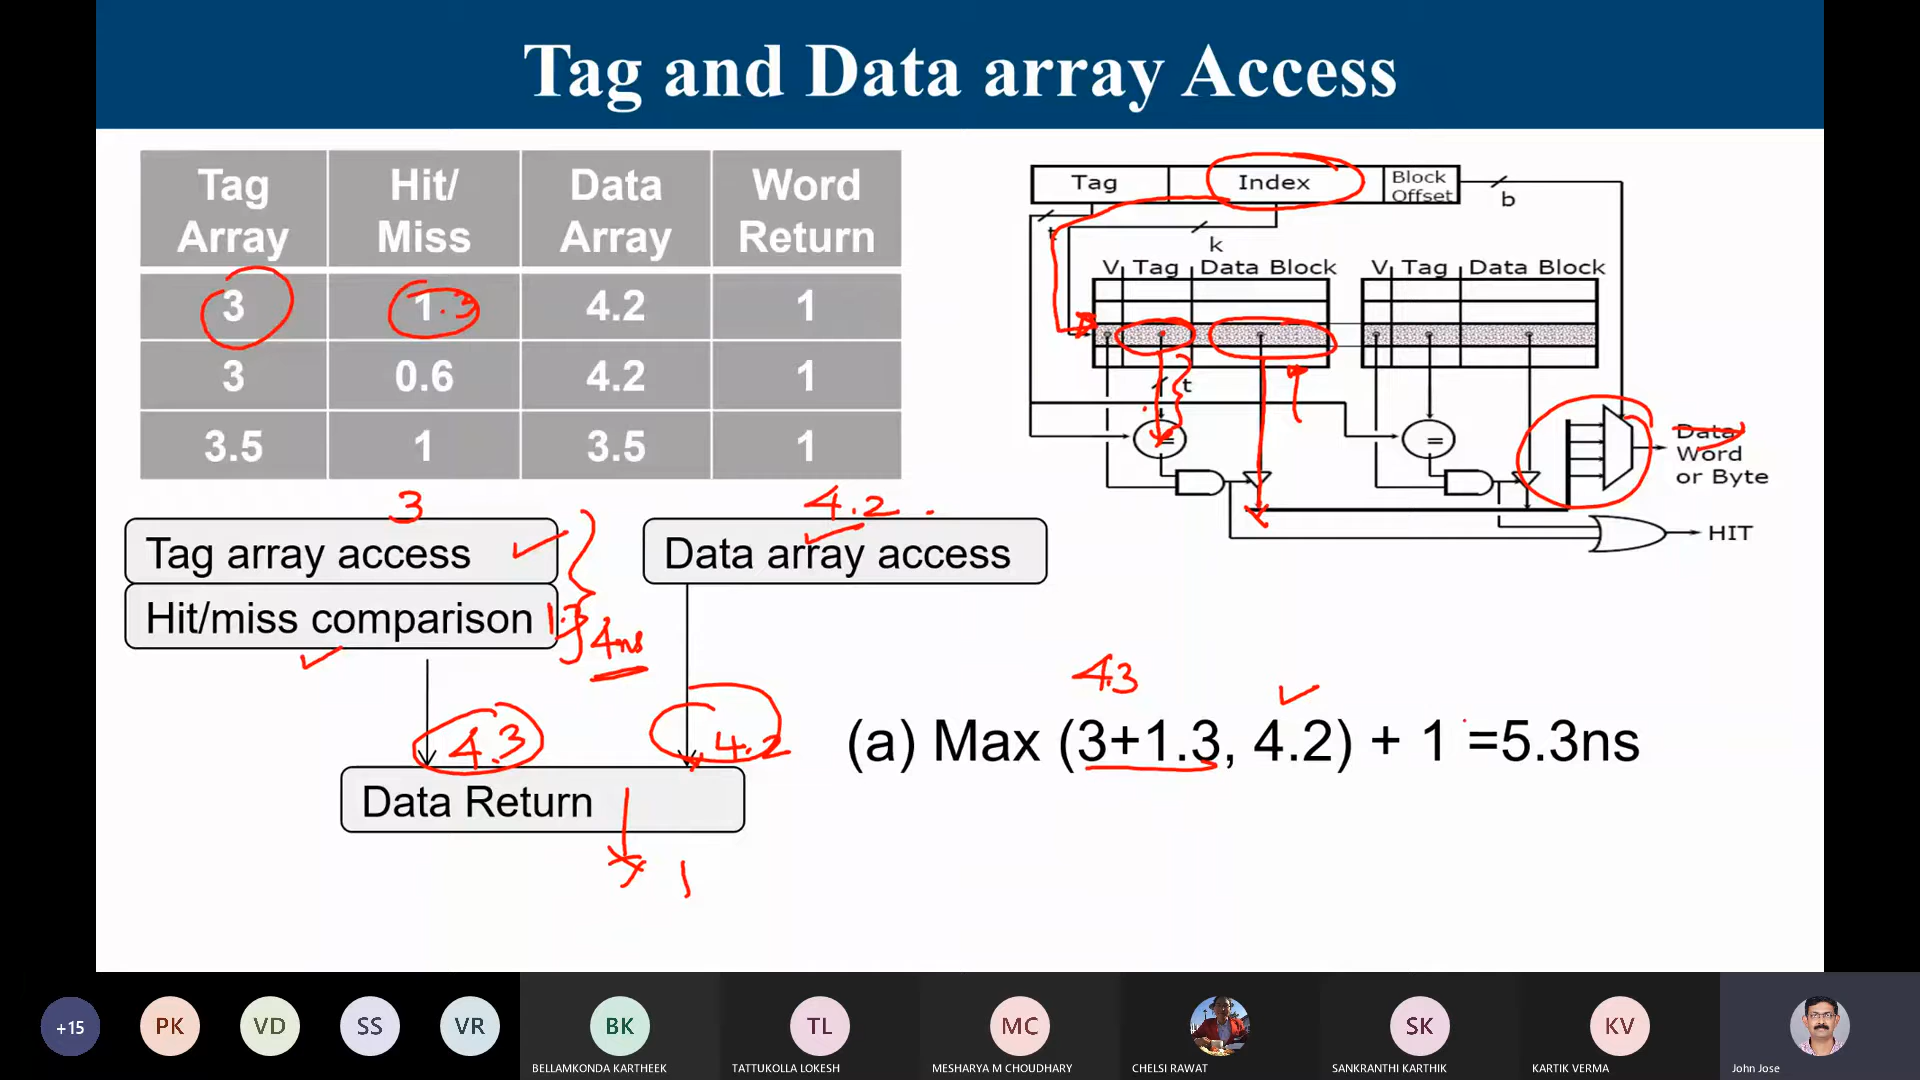 Tag and Data array Access
Tag Array
Hit/ Miss
Data Array
Word Return
3
1.3
4.2
1
3
0.6
4.2
1
3.5
1
3.5
1
3
4.2
Tag array access
Hit/miss comparison
1.3
4ns
Data array access
4.3
4.2
Data Return
1
Tag
Index
Block Offset
b
t
k
V Tag Data Block
V Tag Data Block
t
=
=
Data
Word
or Byte
HIT
4.3
(a) Max (3+1.3, 4.2) + 1 =5.3ns
+15
PK
VD
SS
VR
BK
TL
MC
SK
KV
BELLAMKONDA KARTHEEK
TATTUKOLLA LOKESH
MESHARYA M CHOUDHARY
CHELSI RAWAT
SANKRANTHI KARTHIK
KARTIK VERMA
John Jose